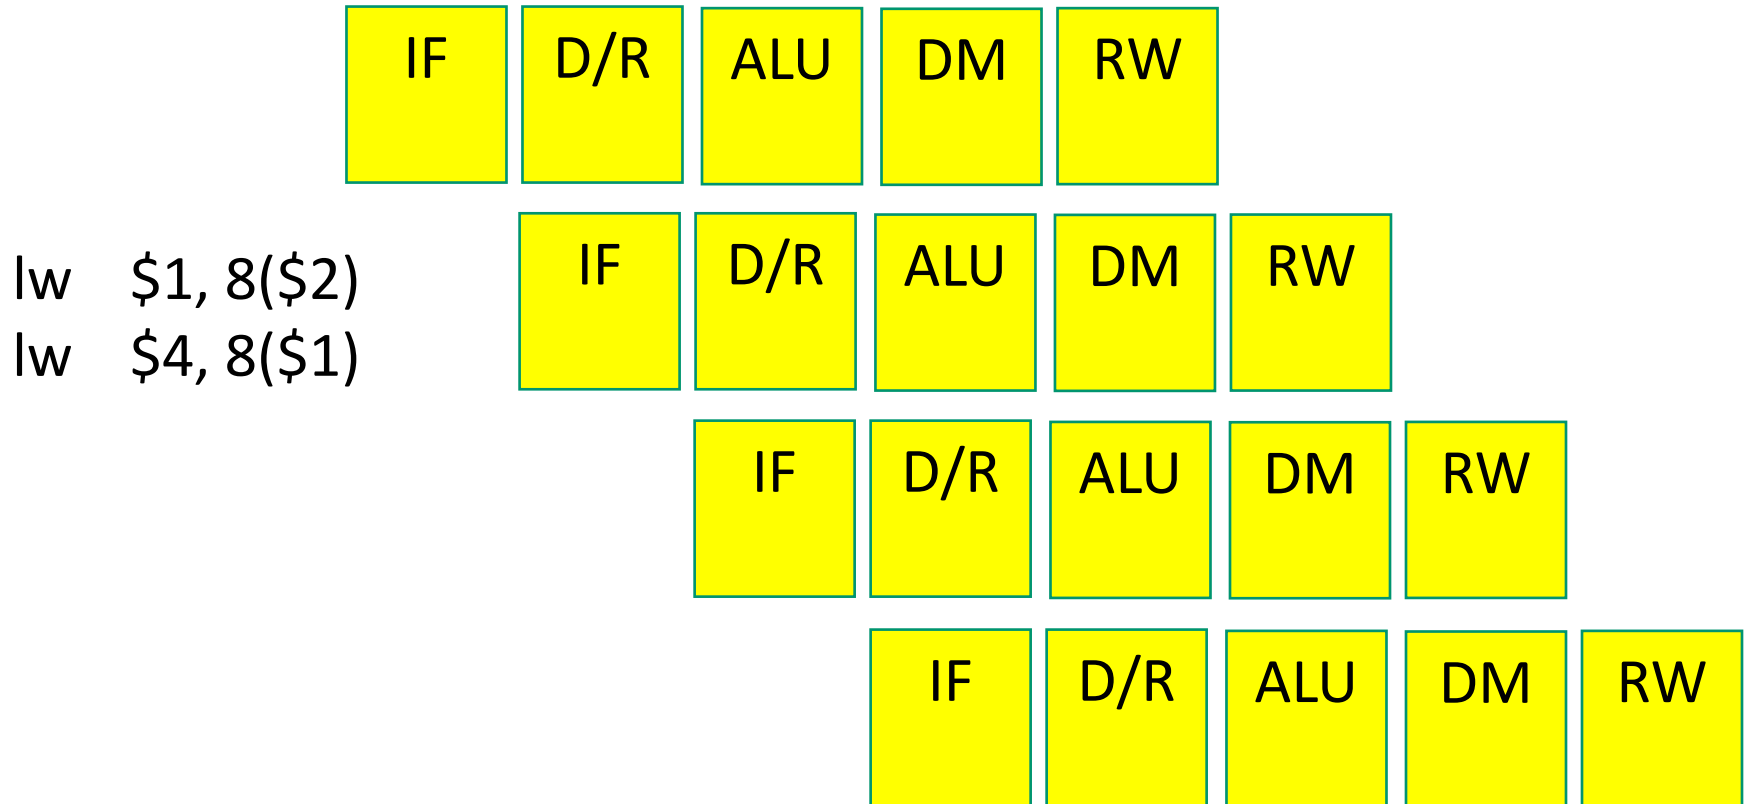 IF D/R ALU DM RW
IF D/R ALU DM RW
lw $1, 8($2)
lw $4, 8($1)
IF D/R ALU DM RW
IF D/R ALU DM RW